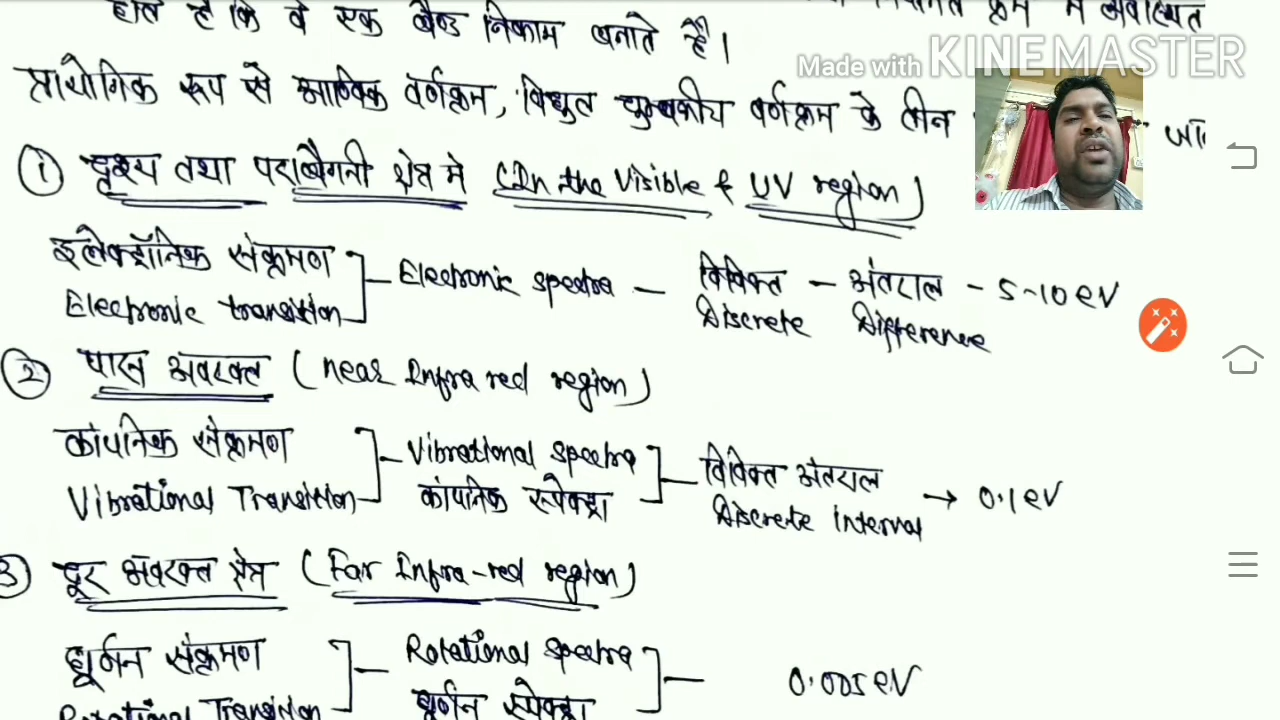 होते है कि वे एक बैण्ड निकाय बनाते है।
Made with KINEMASTER
प्रायोगिक रूप से आण्विक वर्णक्रम, विधुत चुम्बकीय वर्णक्रम के तीन
① दृश्य तथा पराबैगनी क्षेत्र मे (In the Visible & UV region)
इलेक्ट्रॉनिक संक्रमण
Electronic transition
Electronic spectra — विविक्त – अंतराल – 5-10 eV
Discrete Difference
② पास अवरक्त (near Infra red region)
कांपनिक संक्रमण
Vibrational Transition
Vibrational spectra
कांपनिक स्पेक्ट्रा
विविक्त अंतराल
Discrete interval → 0.1 eV
③ दूर अवरक्त क्षेत्र (Far Infra-red region)
घूर्णन संक्रमण
Rotational Transition
Rotational spectra
घूर्णन स्पेक्ट्रा
0.005 eV